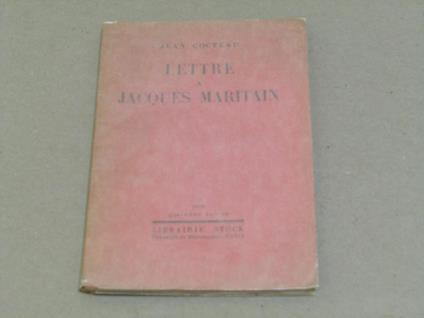 JEAN COCTEAU
LETTRE
A
JACQUES MARITAIN
LIBRAIRIE STOCK